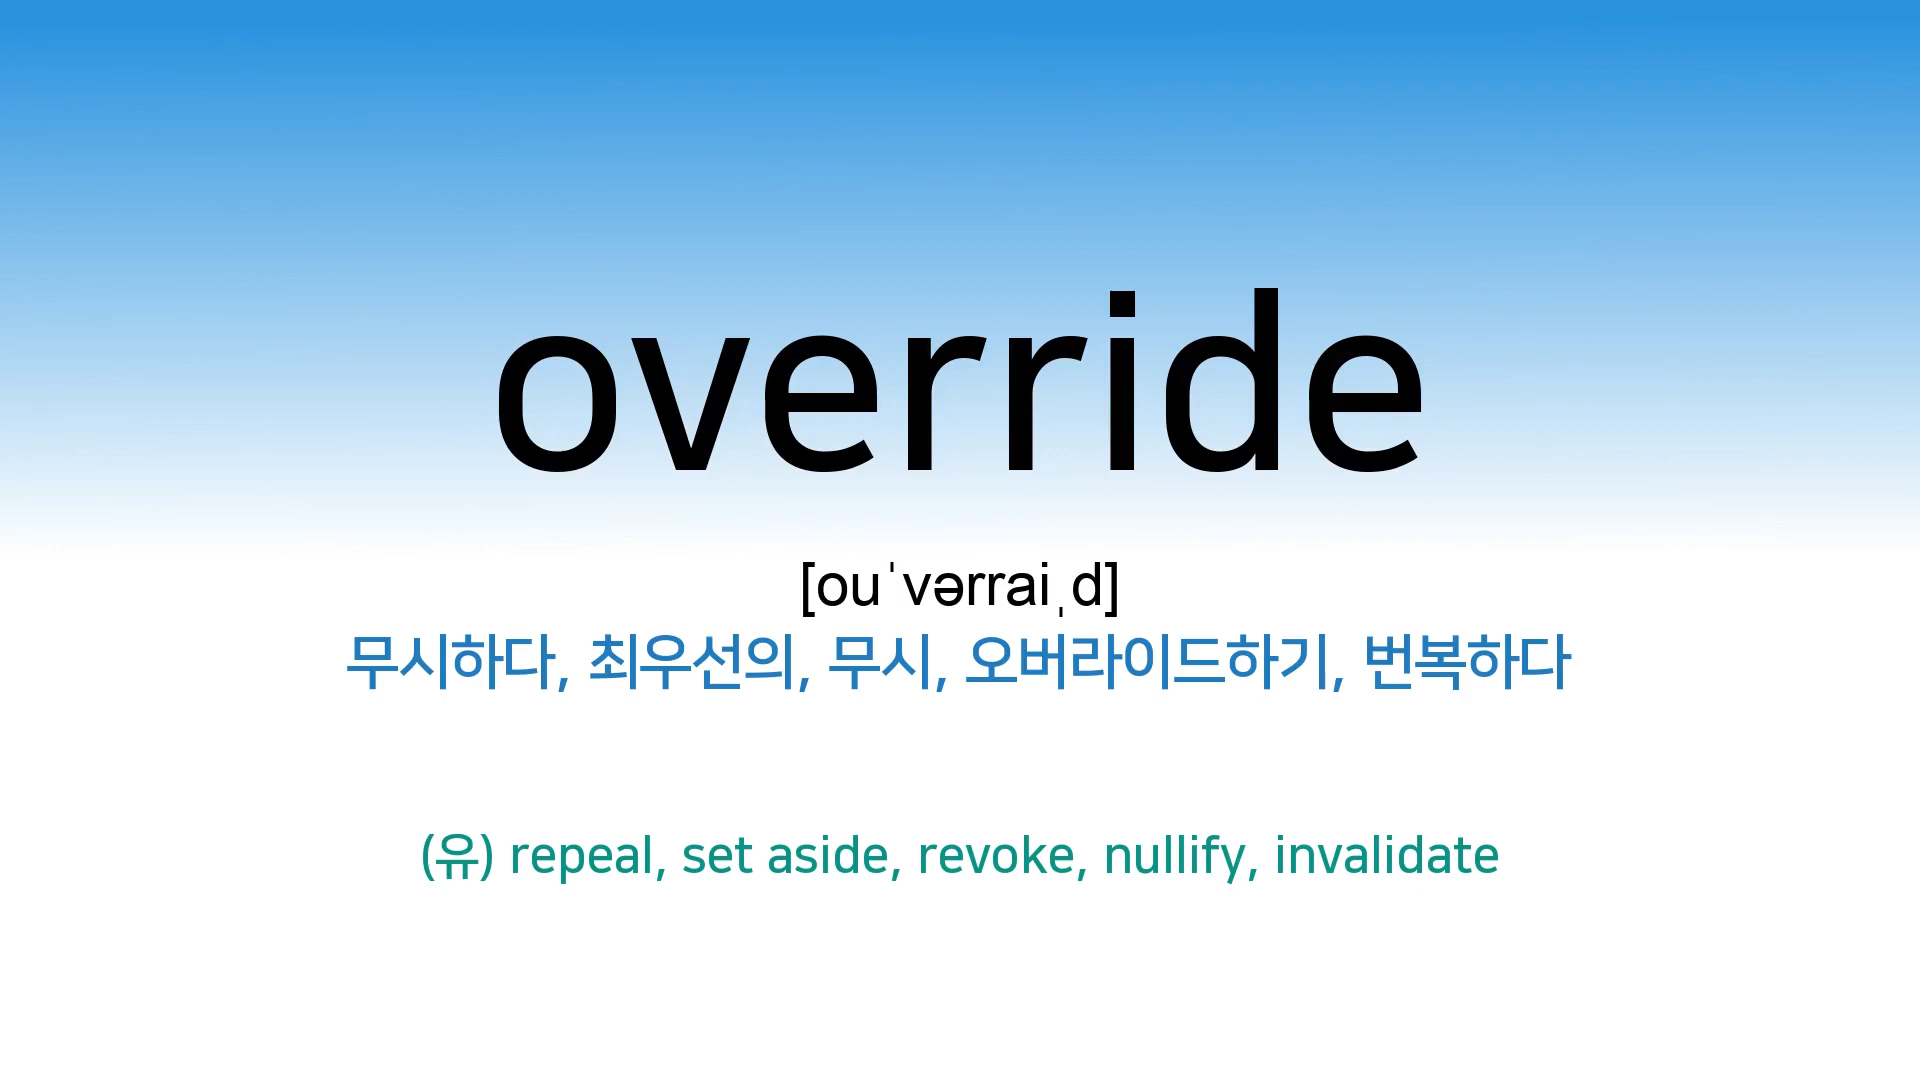 override
[ouˈvərraiˌd]
무시하다, 최우선의, 무시, 오버라이드하기, 번복하다
(유) repeal, set aside, revoke, nullify, invalidate